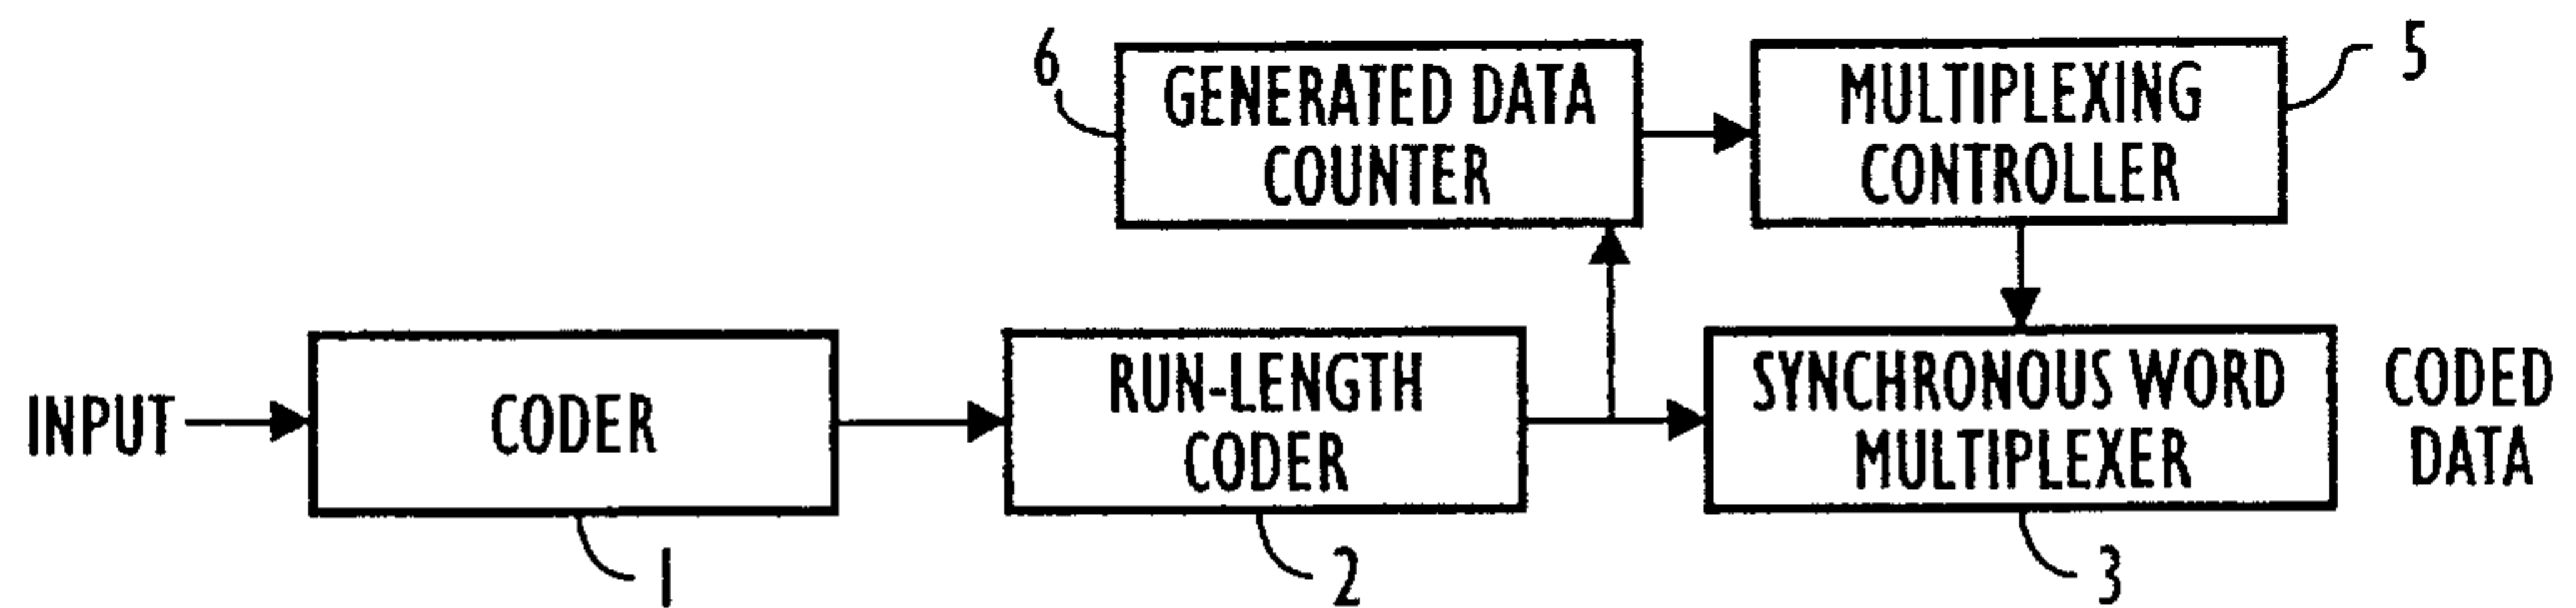 6
GENERATED DATA
COUNTER
MULTIPLEXING
CONTROLLER
5
INPUT
CODER
1
RUN-LENGTH
CODER
2
SYNCHRONOUS WORD
MULTIPLEXER
3
CODED
DATA